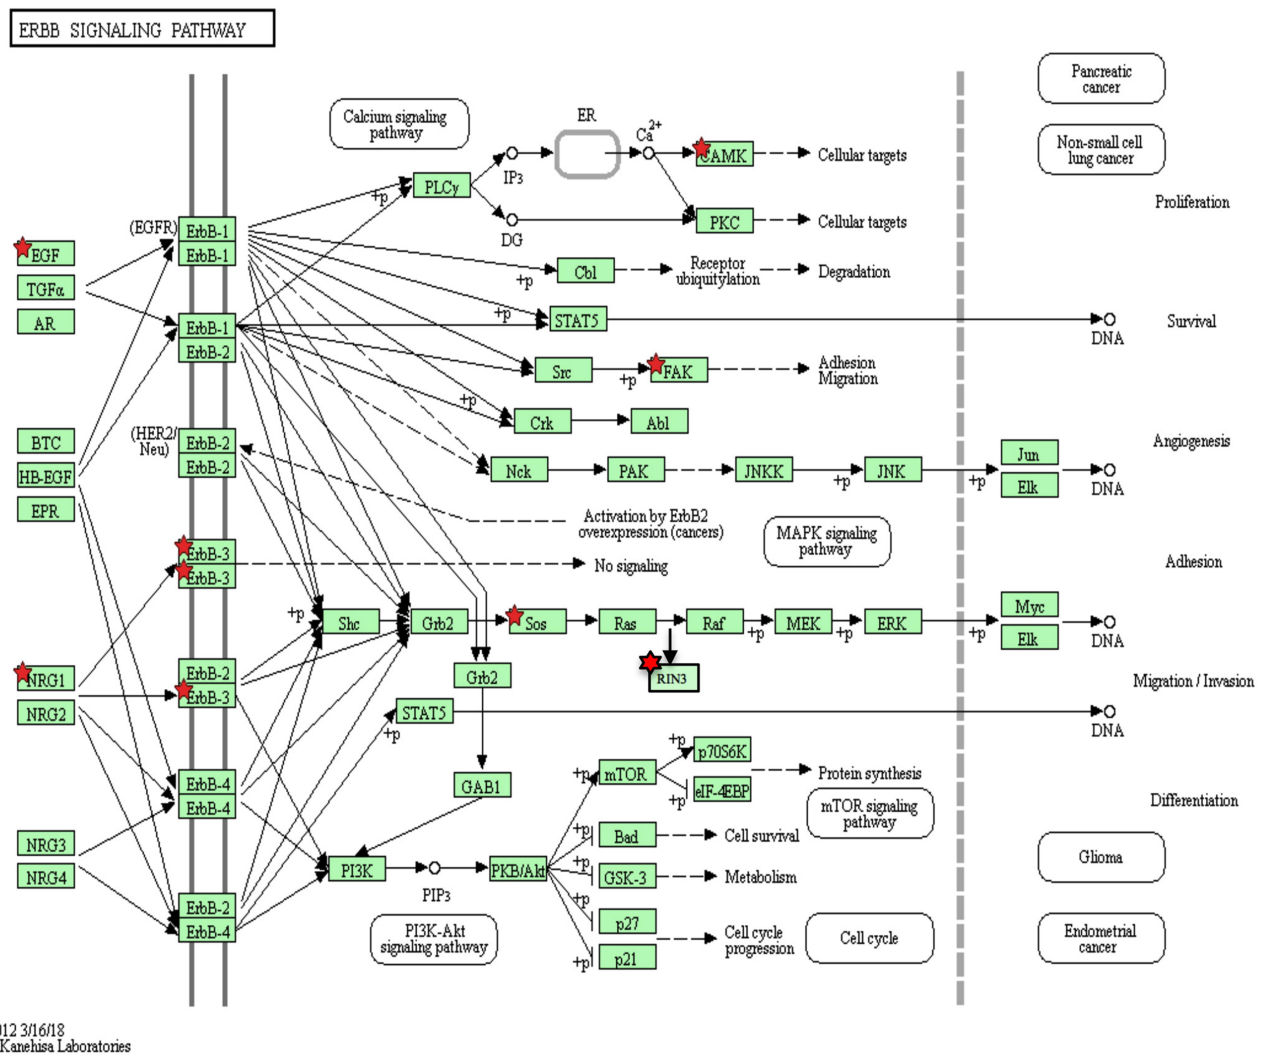 ERBB SIGNALING PATHWAY
Pancreatic
cancer
Non-small cell
lung cancer
Calcium signaling
pathway
ER
Ca2+
IP3
CAMK
Cellular targets
PLCγ
+p
DG
PKC
Cellular targets
Proliferation
(EGFR)
ErbB-1
ErbB-1
EGF
TGFα
AR
Cbl
+p
Receptor
ubiquitylation
Degradation
ErbB-1
ErbB-2
+p
STAT5
DNA
Survival
Src
+p
FAK
Adhesion
Migration
+p
Crk
Abl
BTC
HB-EGF
EPR
(HER2/
Neu)
ErbB-2
ErbB-2
Nck
PAK
JNKK
+p
JNK
+p
Jun
Elk
DNA
Angiogenesis
Activation by ErbB2
overexpression (cancers)
MAPK signaling
pathway
ErbB-3
ErbB-3
No signaling
Adhesion
+p
Shc
Grb2
Sos
Ras
Raf
+p
MEK
+p
ERK
+p
Myc
Elk
DNA
RIN3
NRG1
NRG2
ErbB-2
ErbB-3
Grb2
Migration / Invasion
STAT5
+p
DNA
ErbB-4
ErbB-4
GAB1
+p
mTOR
+p
p70S6K
+p
eIF-4EBP
Protein synthesis
mTOR signaling
pathway
Differentiation
NRG3
NRG4
+p
Bad
Cell survival
PI3K
PIP3
PKB/Akt
+p
GSK-3
Metabolism
Glioma
ErbB-2
ErbB-4
+p
p27
+p
p21
Cell cycle
progression
Cell cycle
PI3K-Akt
signaling pathway
Endometrial
cancer
012 3/16/18
Kanehisa Laboratories